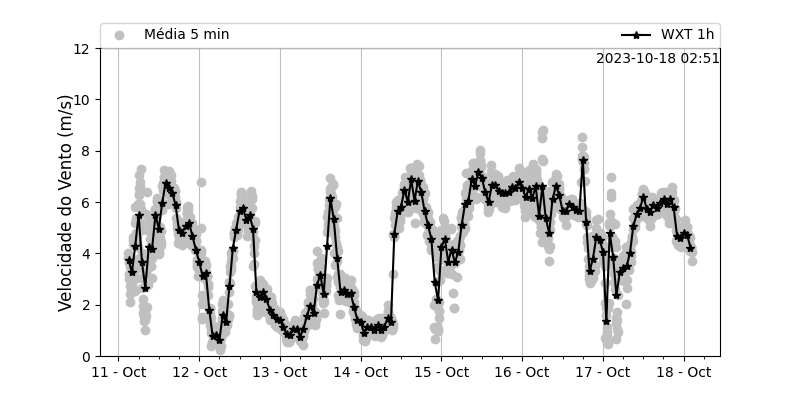 Média 5 min WXT 1h
2023-10-18 02:51
Velocidade do Vento (m/s)
12
10
8
6
4
2
0
11 - Oct 12 - Oct 13 - Oct 14 - Oct 15 - Oct 16 - Oct 17 - Oct 18 - Oct